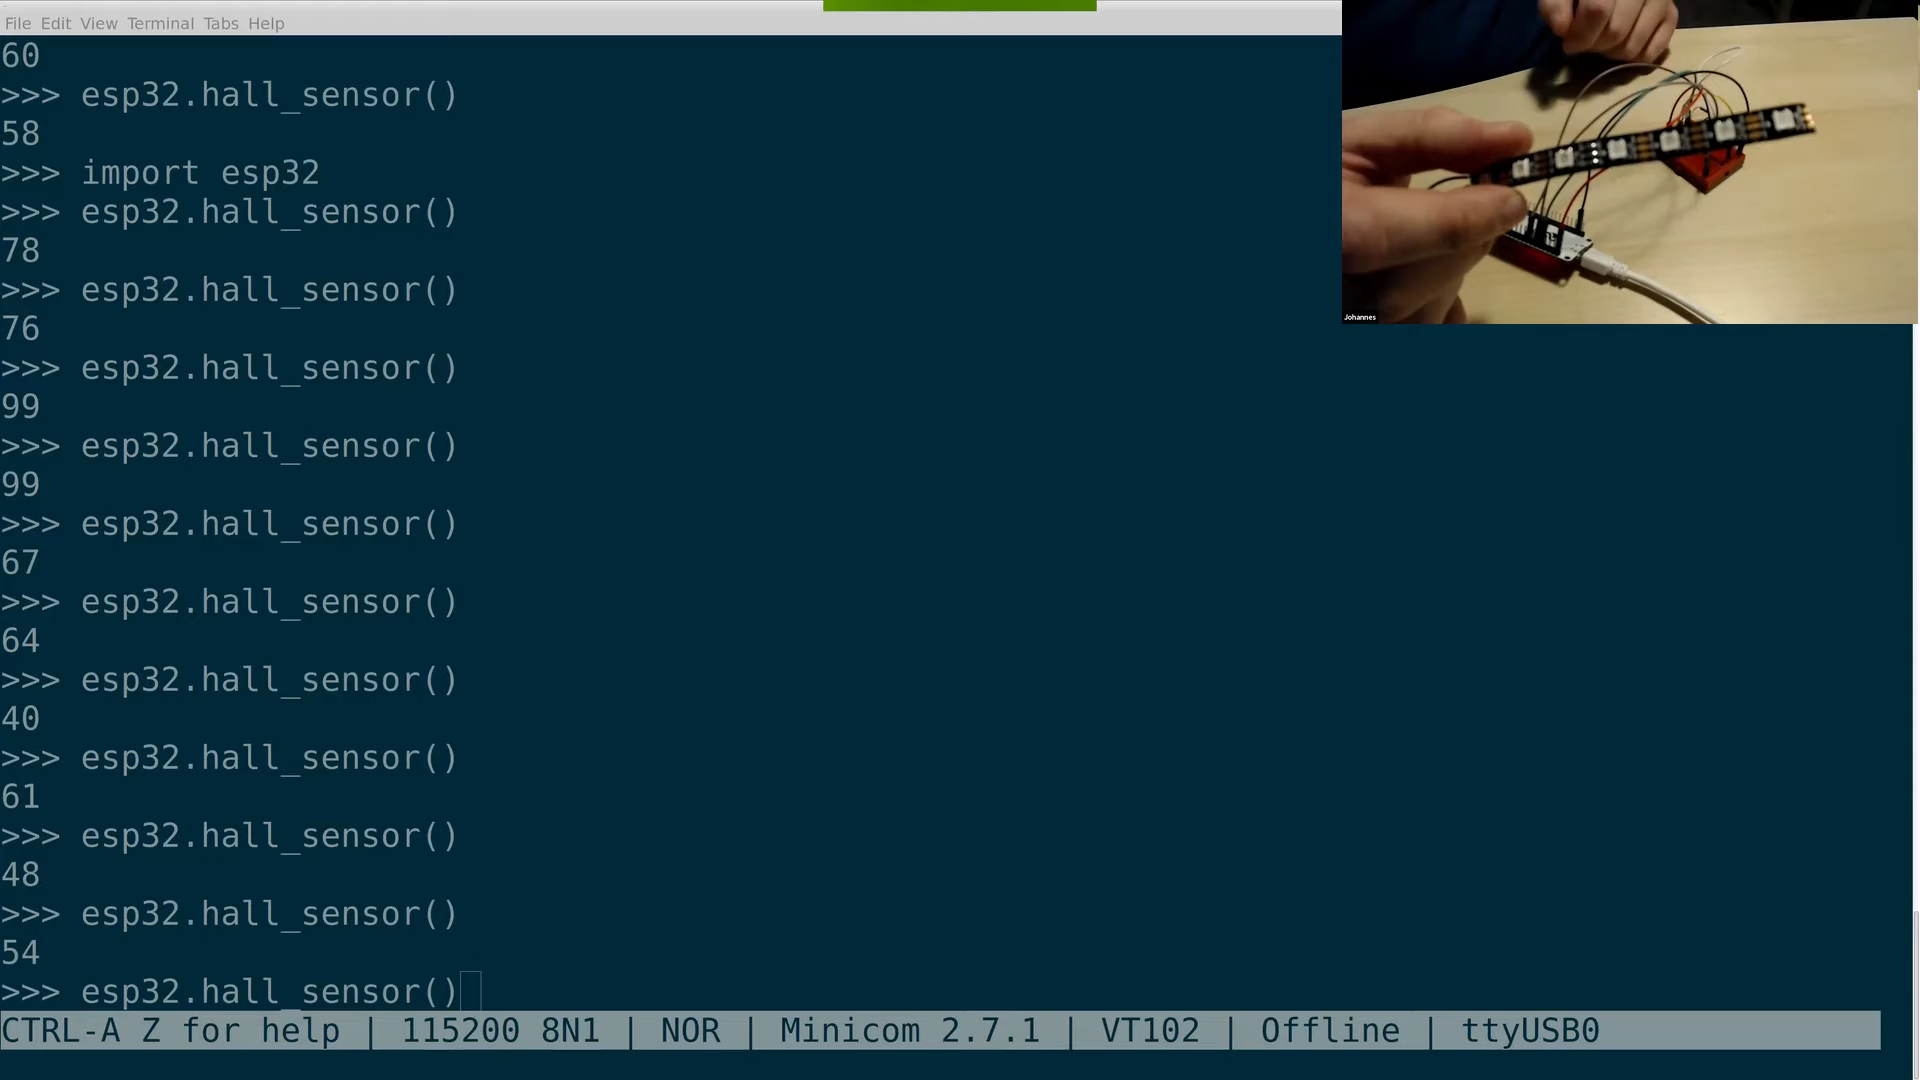 File Edit View Terminal Tabs Help
60
>>> esp32.hall_sensor()
58
>>> import esp32
>>> esp32.hall_sensor()
78
>>> esp32.hall_sensor()
76
>>> esp32.hall_sensor()
99
>>> esp32.hall_sensor()
99
>>> esp32.hall_sensor()
67
>>> esp32.hall_sensor()
64
>>> esp32.hall_sensor()
40
>>> esp32.hall_sensor()
61
>>> esp32.hall_sensor()
48
>>> esp32.hall_sensor()
54
>>> esp32.hall_sensor()
CTRL-A Z for help | 115200 8N1 | NOR | Minicom 2.7.1 | VT102 | Offline | ttyUSB0
Johannes